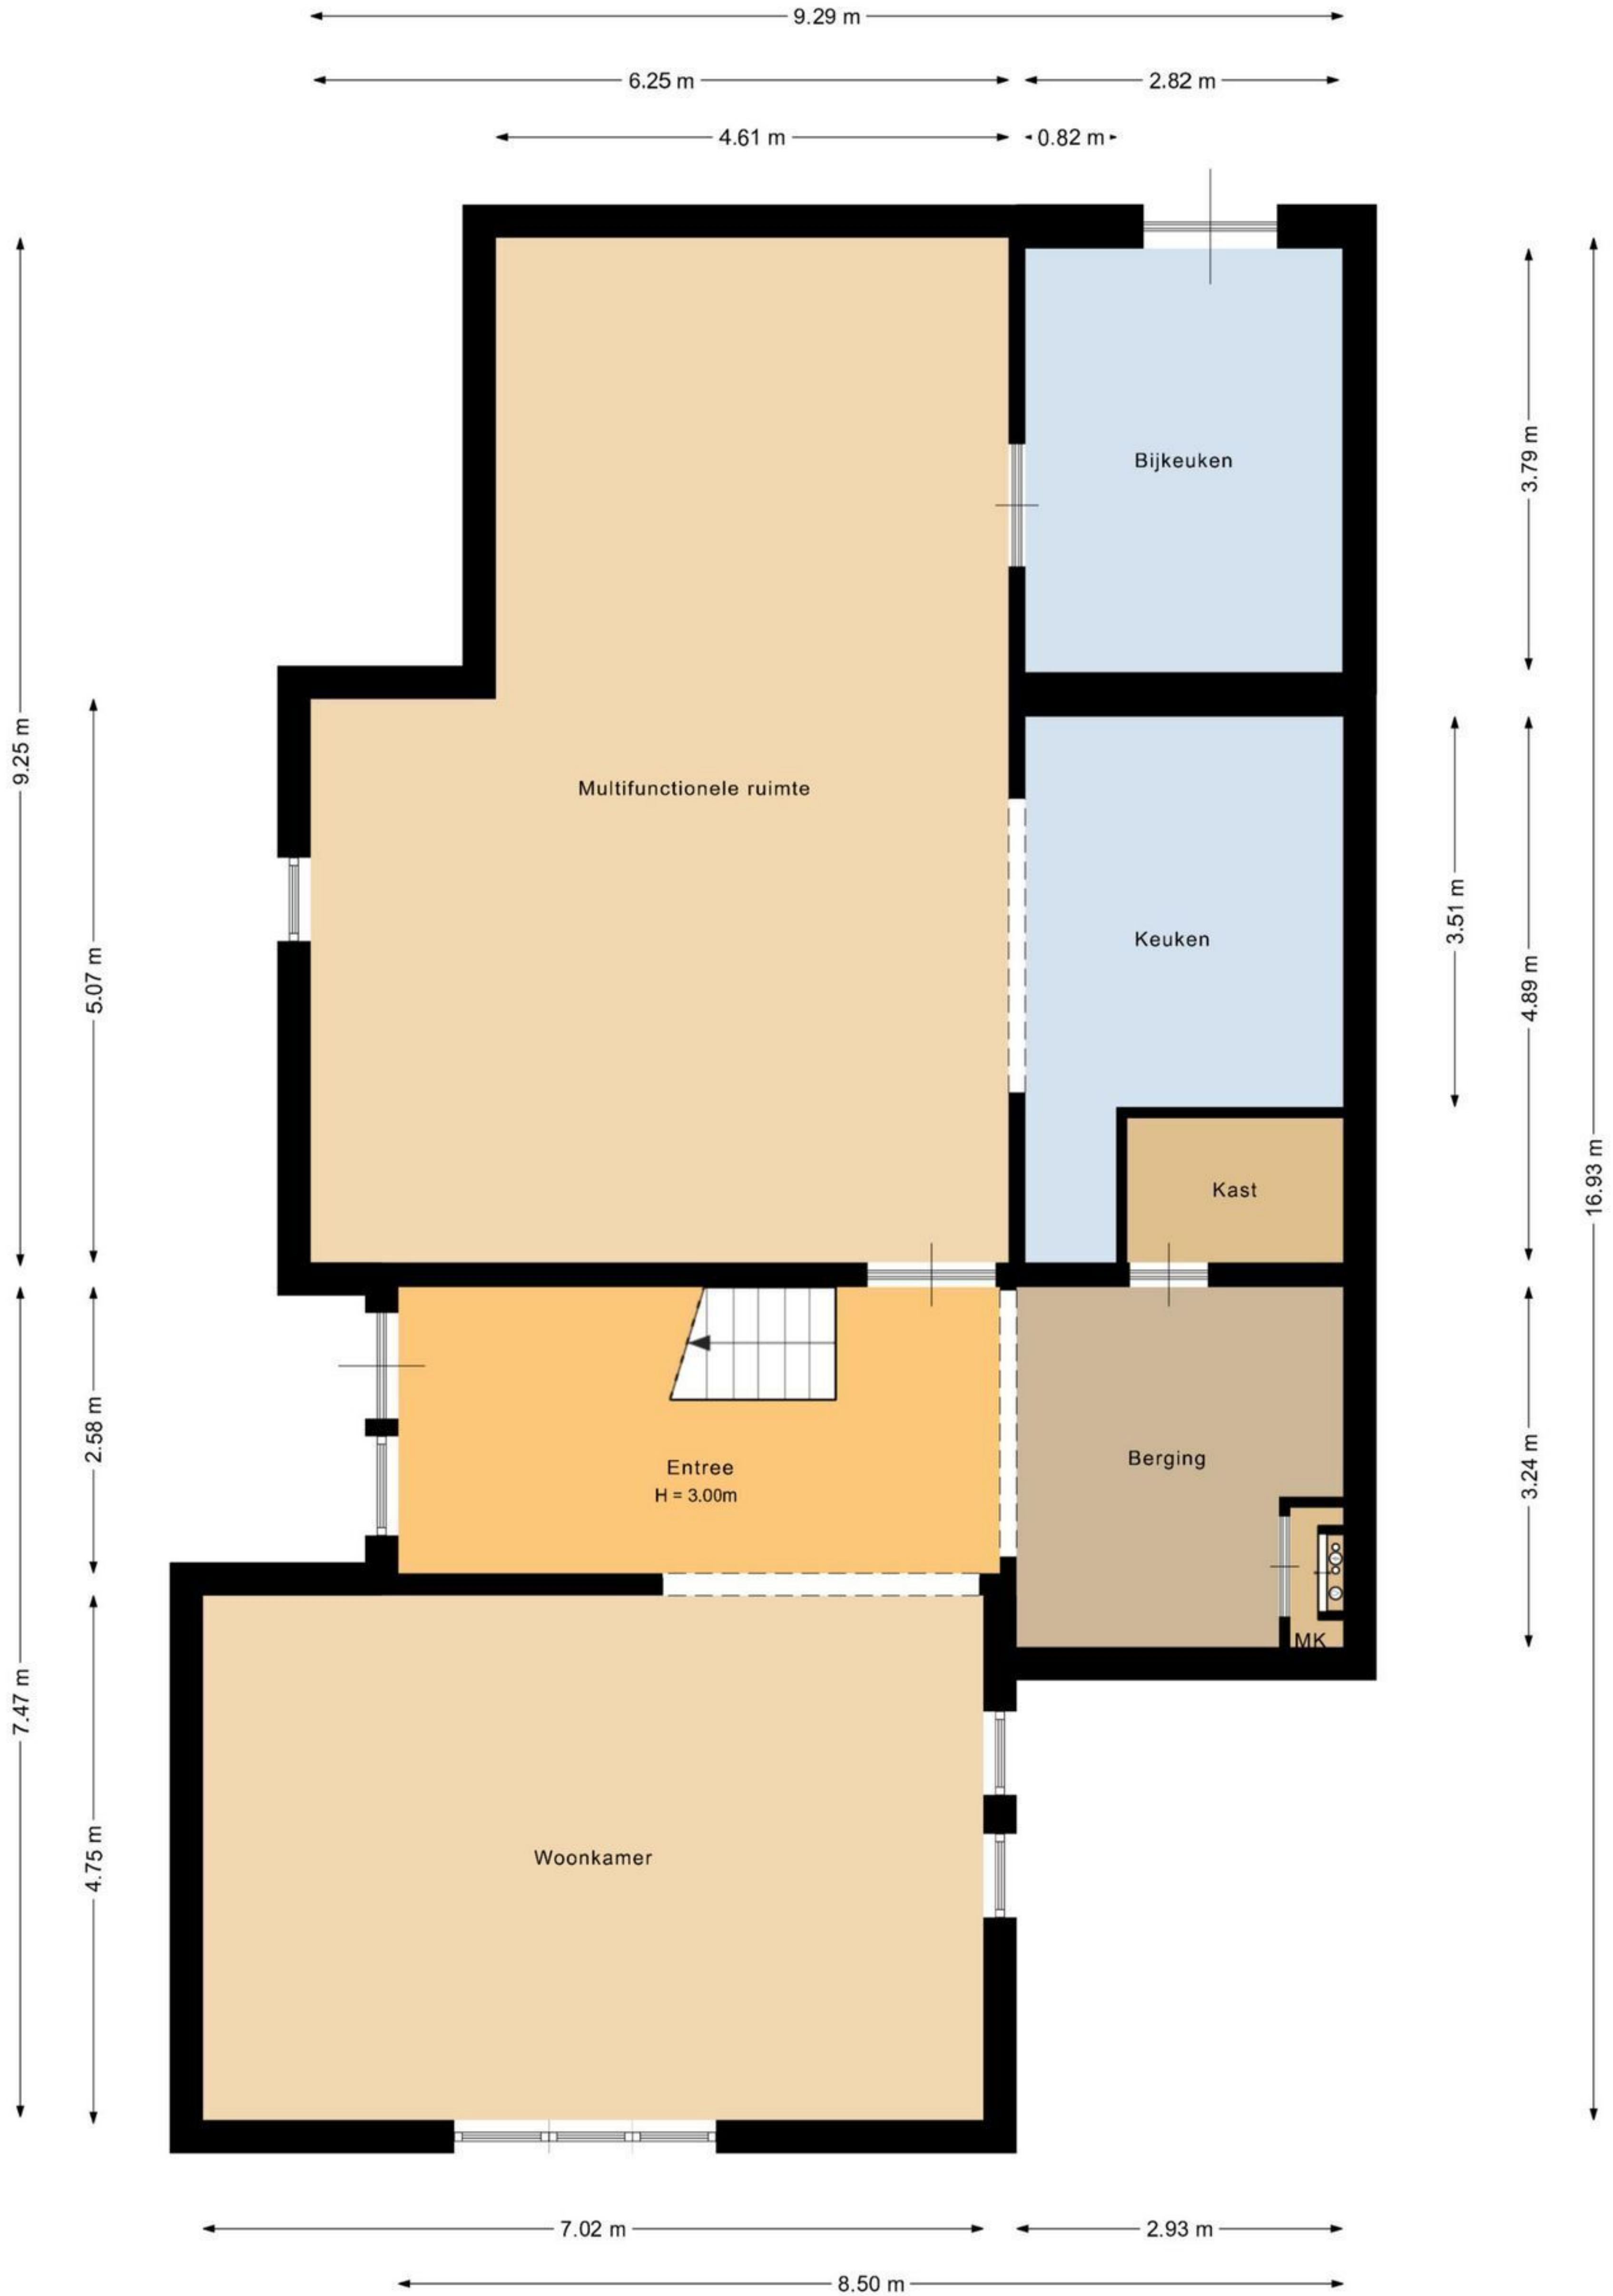 9.29 m
6.25 m
2.82 m
4.61 m
0.82 m
Bijkeuken
3.79 m
9.25 m
Multifunctionele ruimte
5.07 m
Keuken
3.51 m
4.89 m
16.93 m
Kast
2.58 m
Entree
H = 3.00m
Berging
3.24 m
MK
7.47 m
4.75 m
Woonkamer
7.02 m
2.93 m
8.50 m